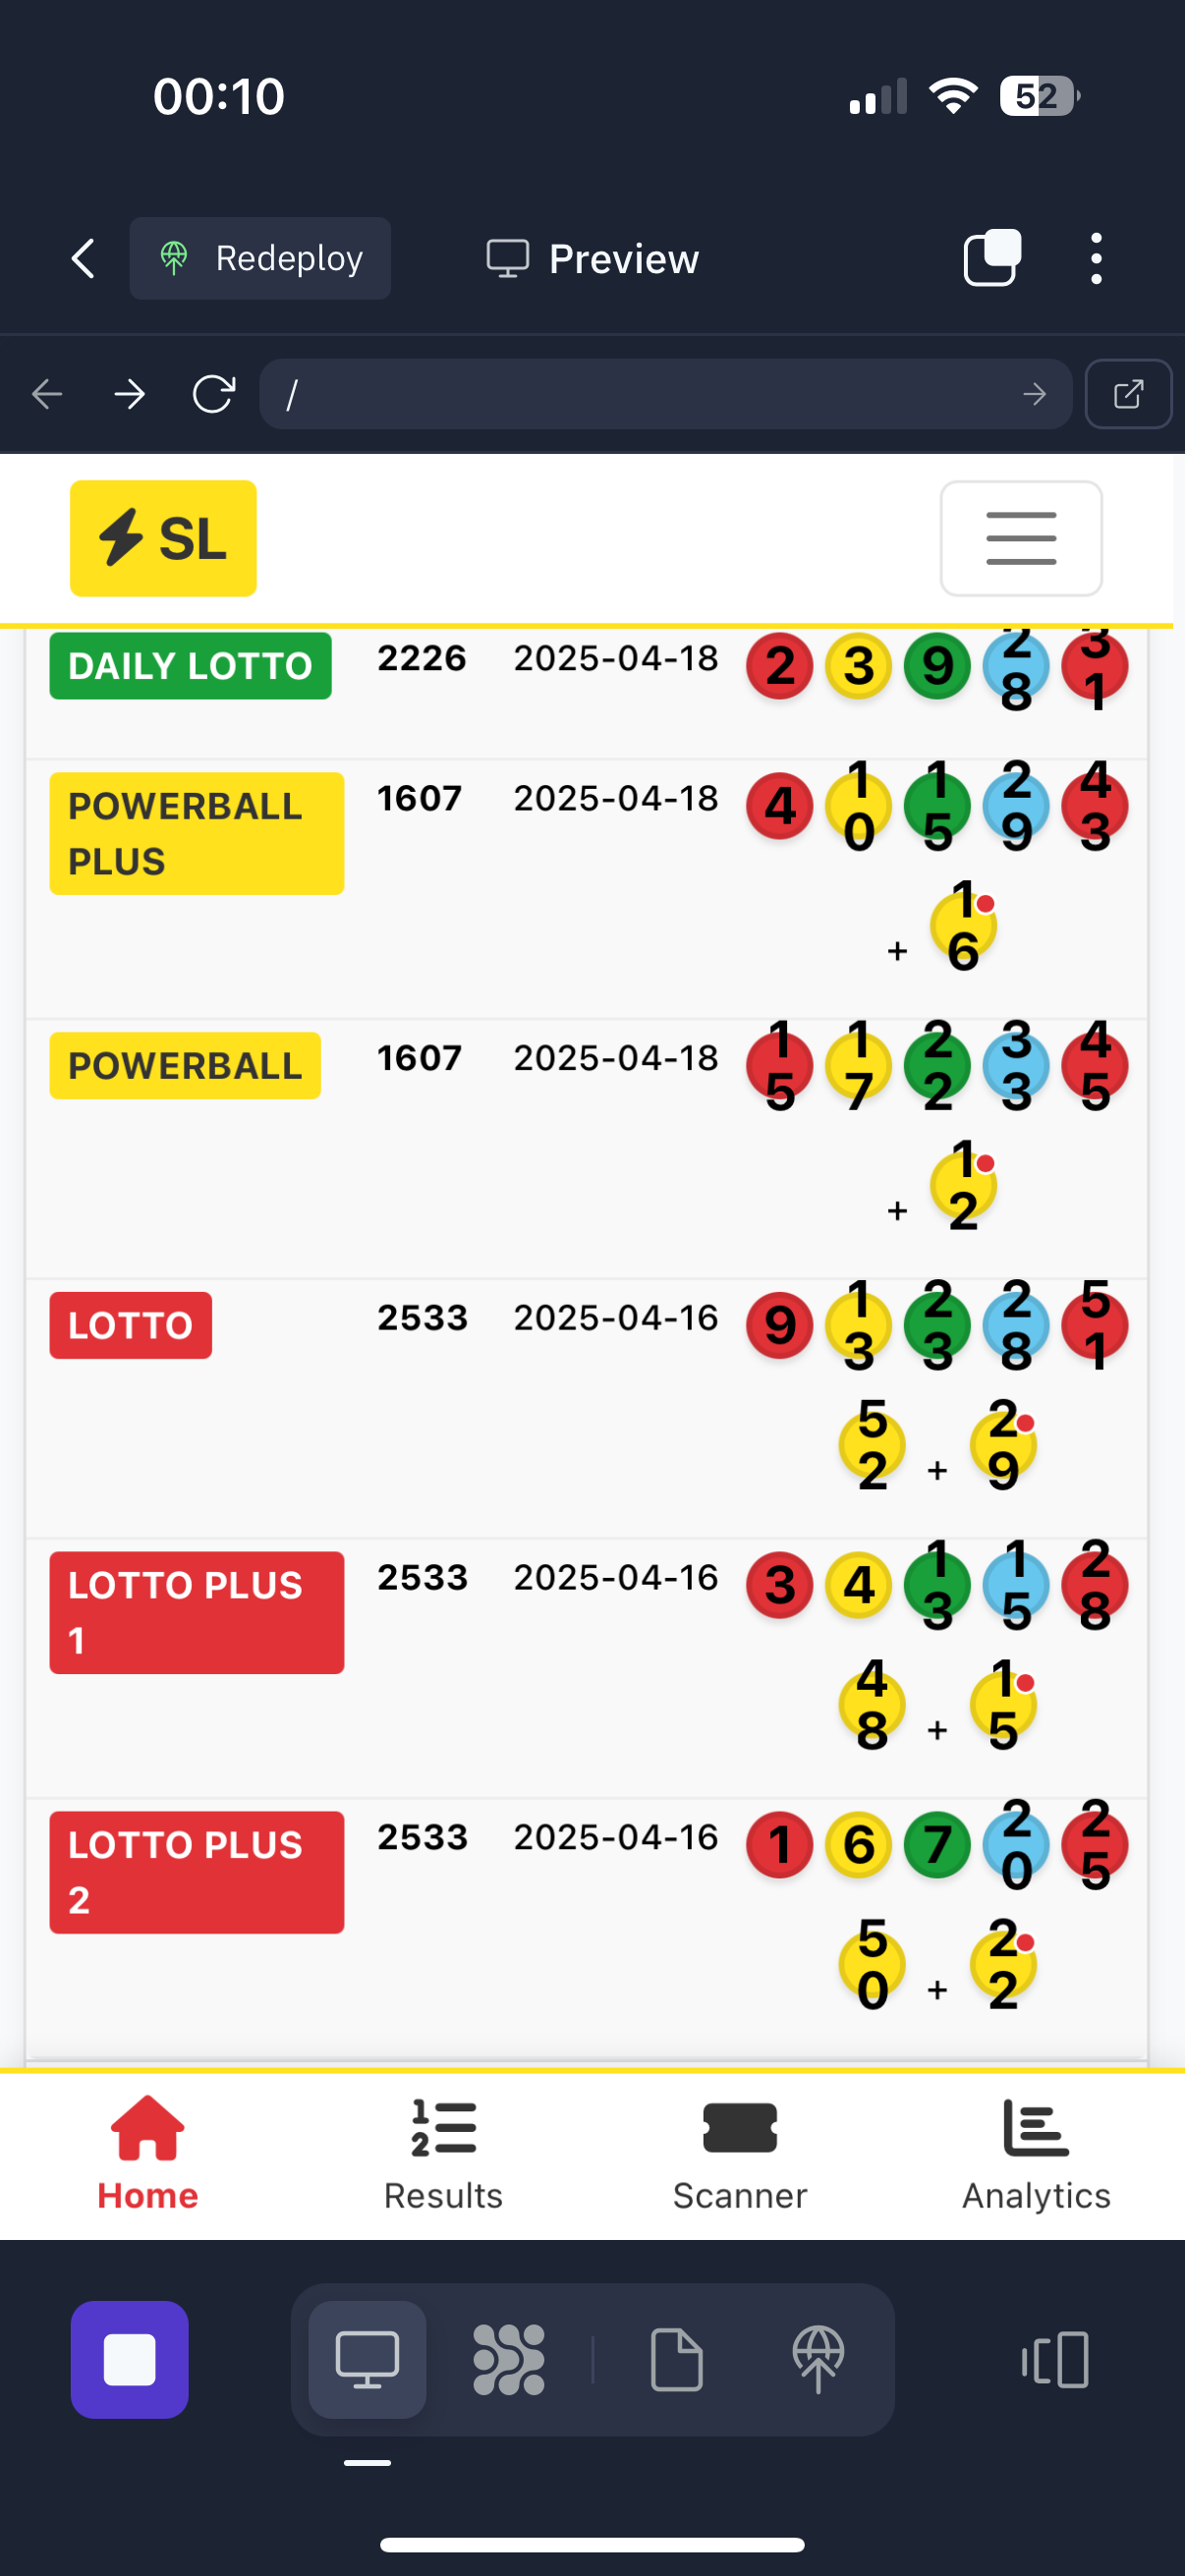 00:10
52
Redeploy
Preview
/
SL
DAILY LOTTO 2226 2025-04-18 2 3 9 28 31
POWERBALL PLUS 1607 2025-04-18 4 10 15 29 43
+ 16
POWERBALL 1607 2025-04-18 15 17 22 33 45
+ 12
LOTTO 2533 2025-04-16 9 13 23 28 51
52 + 29
LOTTO PLUS 1 2533 2025-04-16 3 4 13 15 28
48 + 15
LOTTO PLUS 2 2533 2025-04-16 1 6 7 20 25
50 + 22
Home Results Scanner Analytics